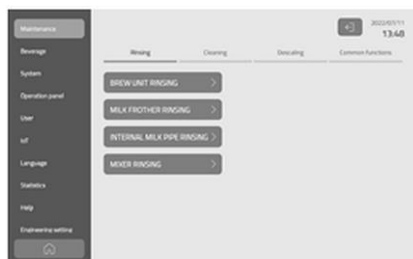 Maintenance
Beverage
System
Operation panel
User
IoT
Language
Statistics
Help
Engineering setting
2022/07/11
13:48
Rinsing
Cleaning
Descaling
Common functions
BREW UNIT RINSING
MILK FROTHER RINSING
INTERNAL MILK PIPE RINSING
MIXER RINSING